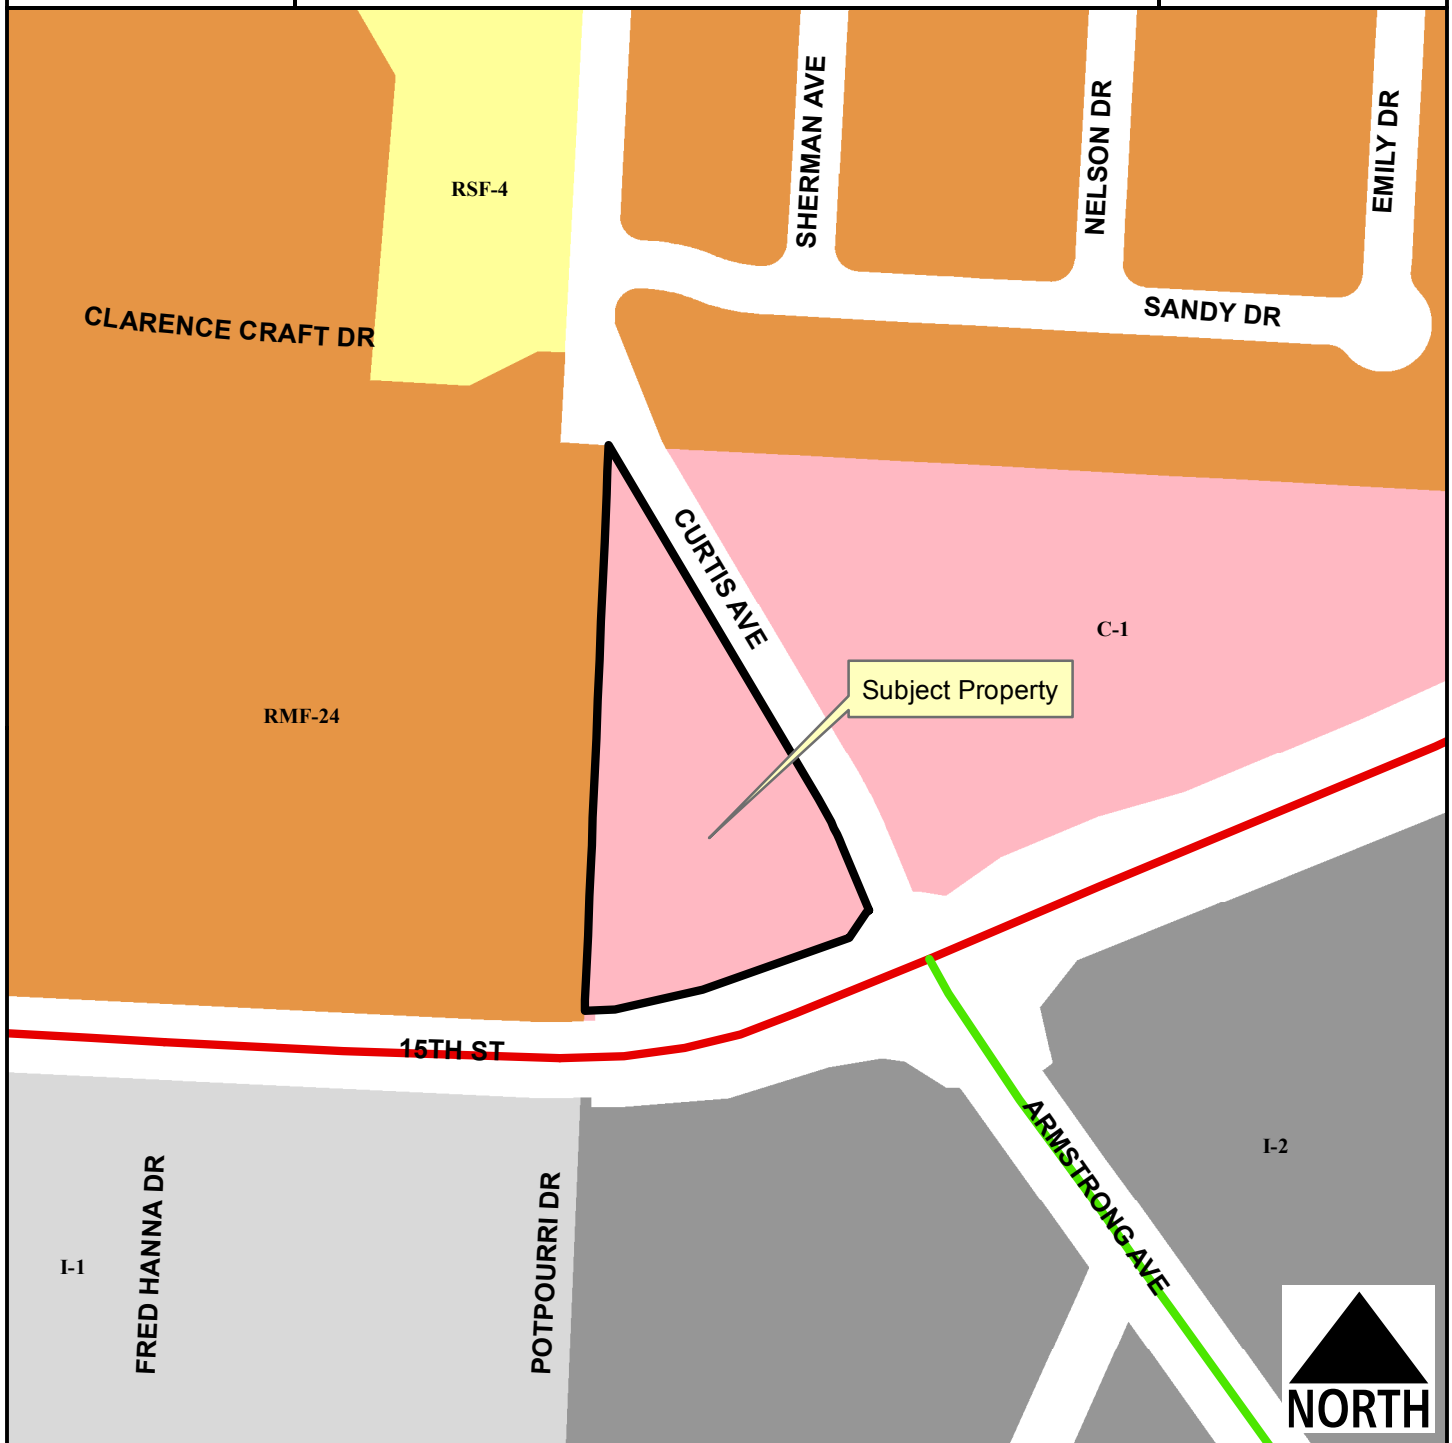 SHERMAN AVE
NELSON DR
EMILY DR
RSF-4
CLARENCE CRAFT DR
SANDY DR
CURTIS AVE
C-1
Subject Property
RMF-24
15TH ST
ARMSTRONG AVE
I-2
I-1
FRED HANNA DR
POTPOURRI DR
NORTH